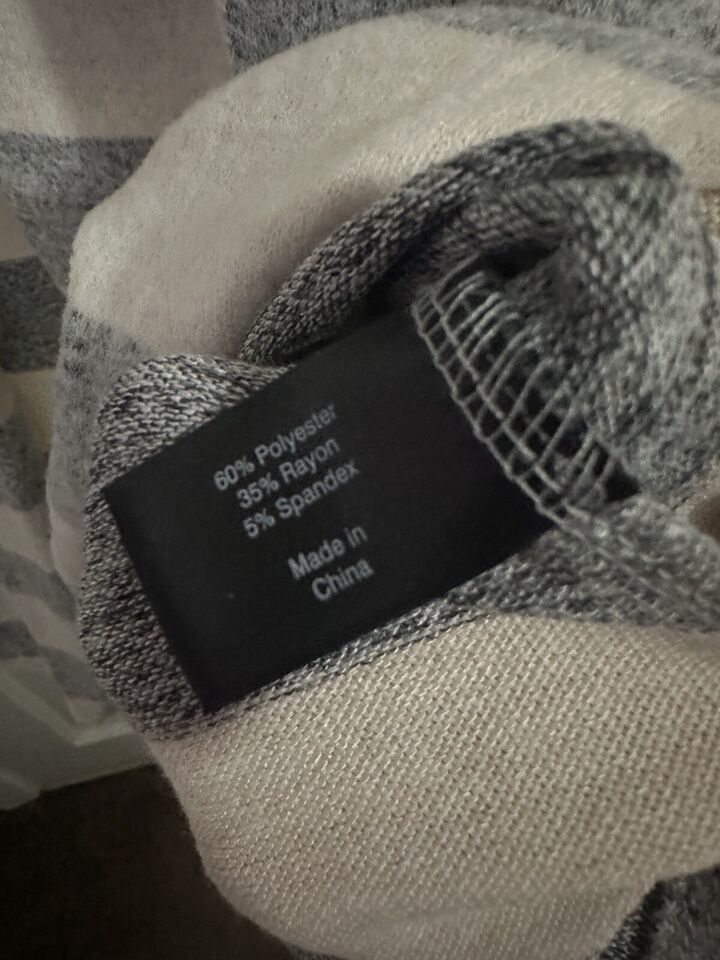 60% Polyester
35% Rayon
5% Spandex
Made in
China